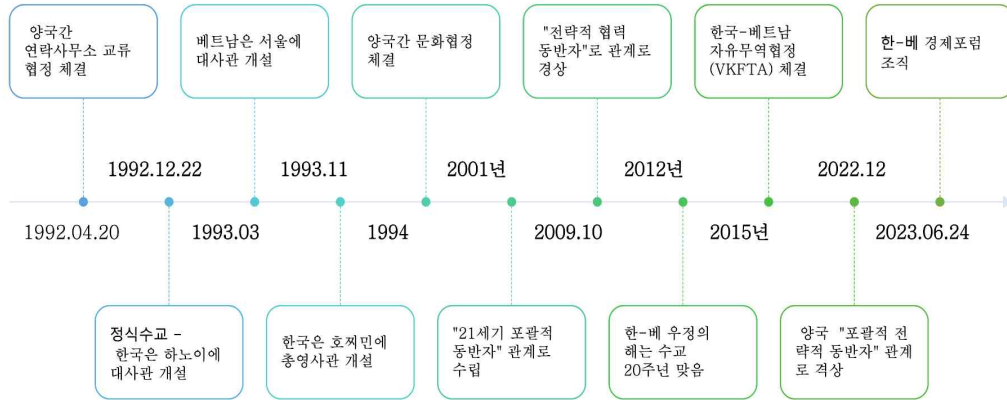 양국간
연락사무소 교류
협정 체결
베트남은 서울에
대사관 개설
양국간 문화협정
체결
"전략적 협력
동반자"로 관계로
경상
한국-베트남
자유무역협정
(VKFTA) 체결
한-베 경제포럼
조직
1992.12.22
1993.11
2001년
2012년
2022.12
1992.04.20
1993.03
1994
2009.10
2015년
2023.06.24
정식수교 -
한국은 하노이에
대사관 개설
한국은 호찌민에
총영사관 개설
"21세기 포괄적
동반자" 관계로
수립
한-베 우정의
해는 수교
20주년 맞음
양국 "포괄적 전
략적 동반자" 관계
로 격상